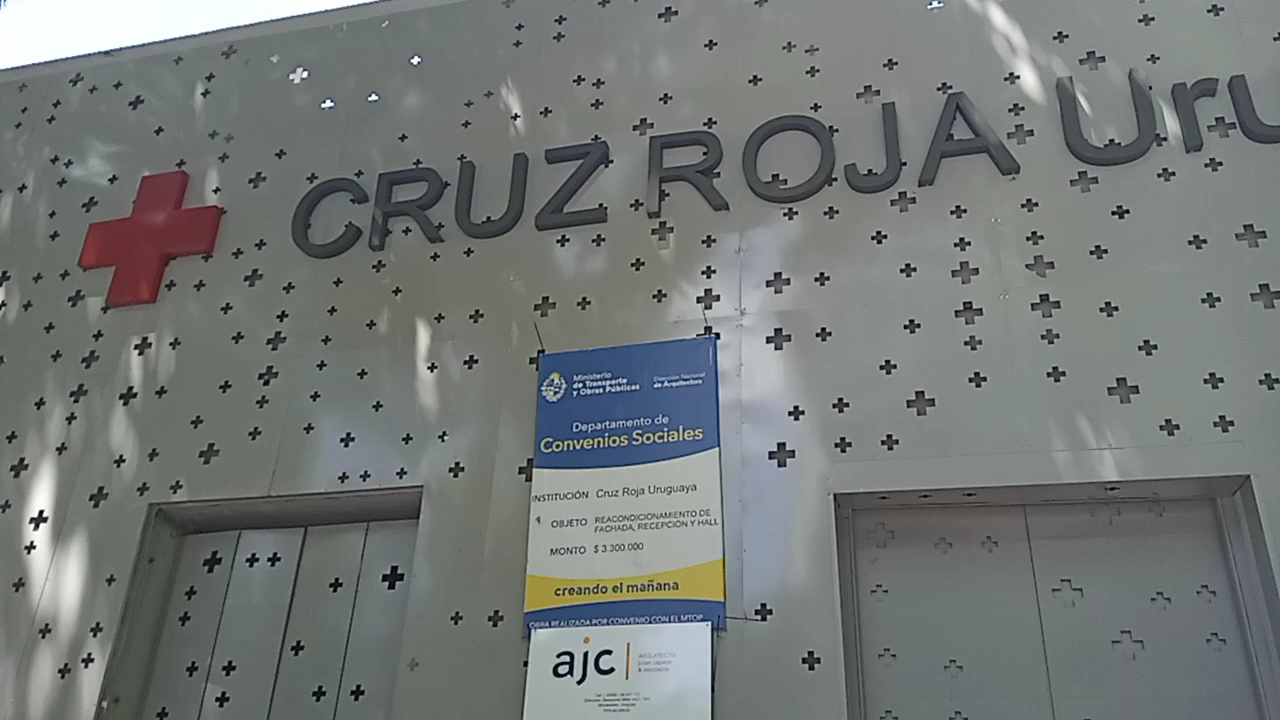 CRUZ ROJA Uru
Ministerio
de Transporte
y Obras Públicas
Dirección Nacional
de Arquitectura
Departamento de
Convenios Sociales
INSTITUCIÓN Cruz Roja Uruguaya
OBJETO REACONDICIONAMIENTO DE
FACHADA, RECEPCIÓN Y HALL
MONTO $ 3.300.000
creando el mañana
OBRA REALIZADA POR CONVENIO CON EL MTOP
ajc
ARQUITECTO